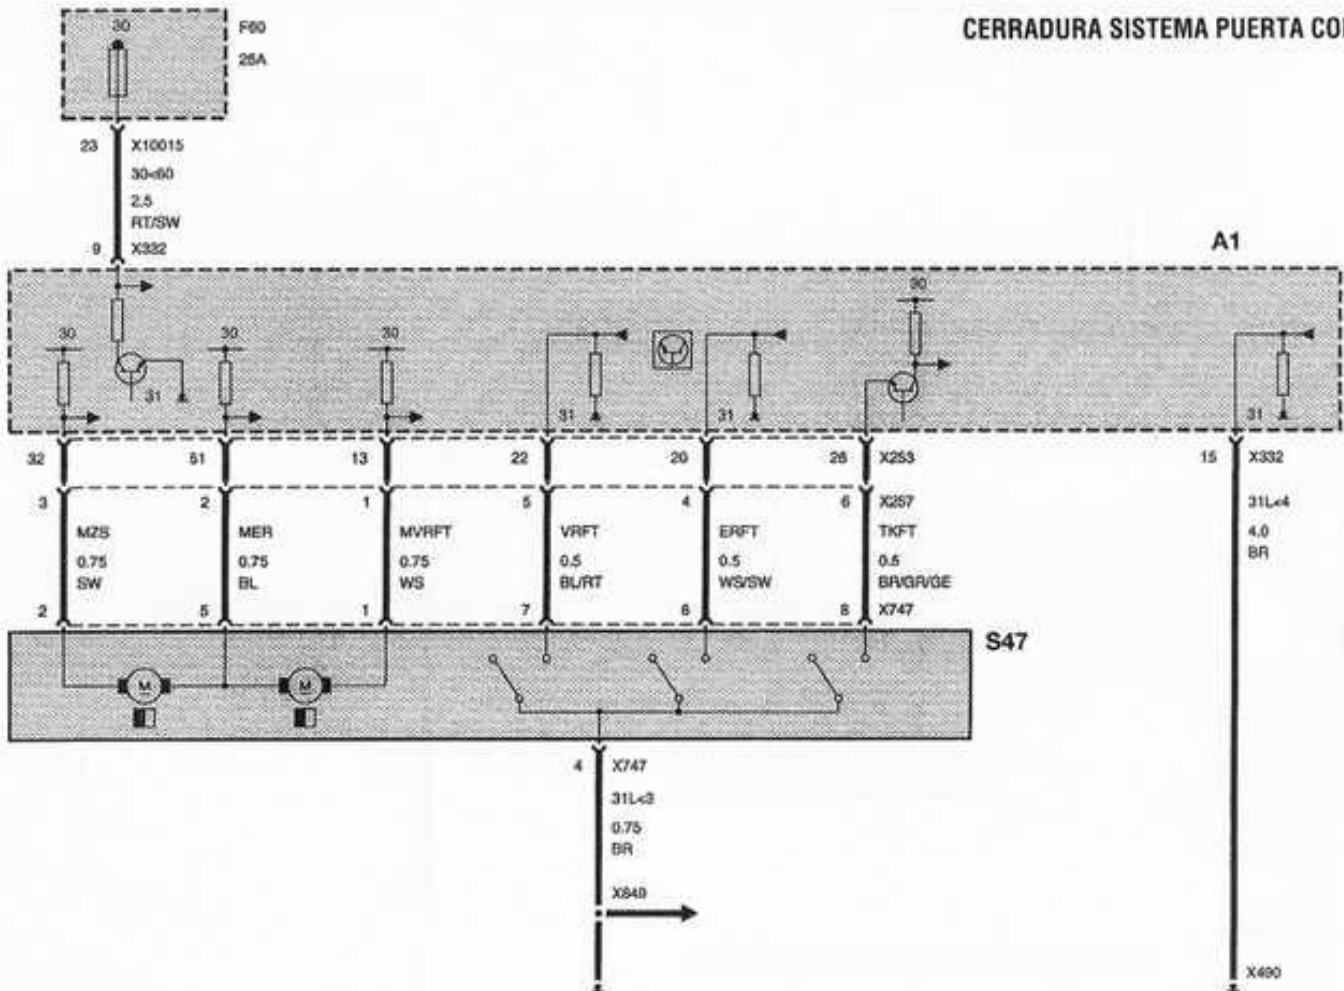 CERRADURA SISTEMA PUERTA CO
30
F60
25A
23 X10015
30<60
2.5
RT/SW
9 X332
A1
30
30 30 30
31 31 31 31
32 51 13 22 20 26 X253 15 X332
3 2 1 5 4 6 X257 31L<4
MZS MER MVRFT VRFT ERFT TKFT 4.0
0.75 0.75 0.75 0.5 0.5 0.5 BR
SW BL WS BL/RT WS/SW BR/GR/GE
2 5 1 7 6 8 X747
S47
M M
4 X747
31L<3
0.75
BR
X490